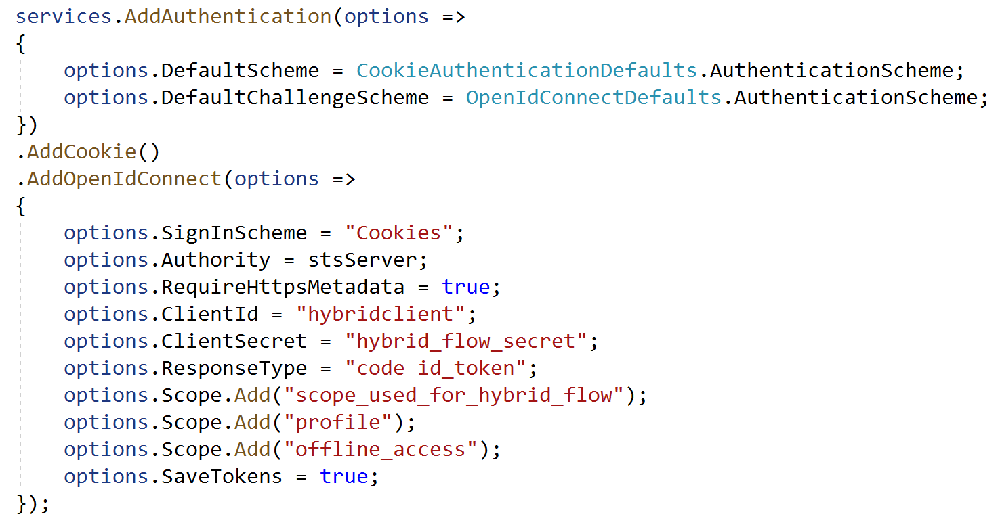 services.AddAuthentication(options =>
{
    options.DefaultScheme = CookieAuthenticationDefaults.AuthenticationScheme;
    options.DefaultChallengeScheme = OpenIdConnectDefaults.AuthenticationScheme;
})
.AddCookie()
.AddOpenIdConnect(options =>
{
    options.SignInScheme = "Cookies";
    options.Authority = stsServer;
    options.RequireHttpsMetadata = true;
    options.ClientId = "hybridclient";
    options.ClientSecret = "hybrid_flow_secret";
    options.ResponseType = "code id_token";
    options.Scope.Add("scope_used_for_hybrid_flow");
    options.Scope.Add("profile");
    options.Scope.Add("offline_access");
    options.SaveTokens = true;
});